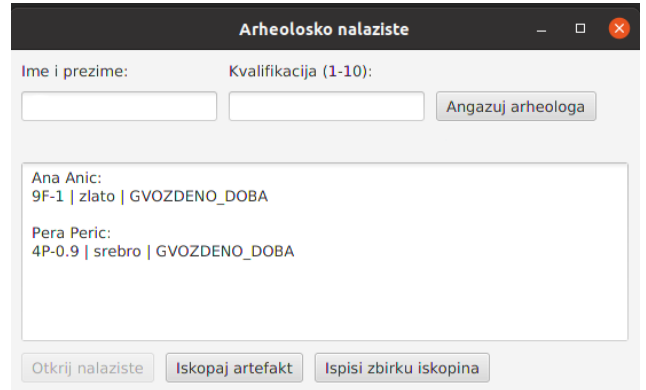 Arheolosko nalaziste
Ime i prezime: Kvalifikacija (1-10):
Angazuj arheologa
Ana Anic:
9F-1 | zlato | GVOZDENO_DOBA
Pera Peric:
4P-0.9 | srebro | GVOZDENO_DOBA
Otkrij nalaziste Iskopaj artefakt Ispisi zbirku iskopina